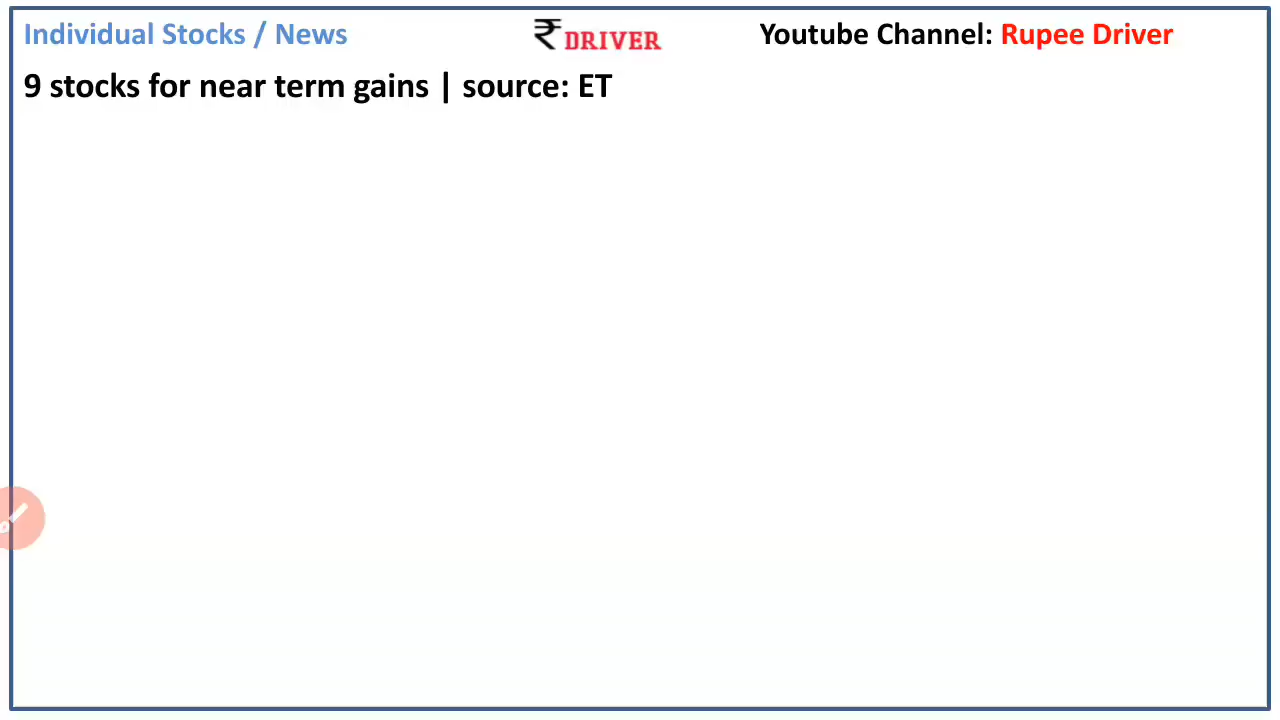 Individual Stocks / News
₹ DRIVER
Youtube Channel: Rupee Driver
9 stocks for near term gains | source: ET